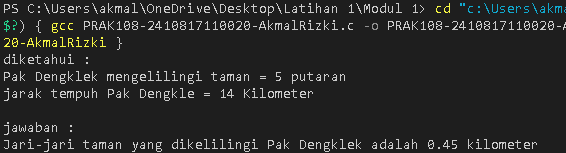 PS C:\Users\akmal\OneDrive\Desktop\Latihan 1\Modul 1> cd "c:\Users\akma
$?) { gcc PRAK108-2410817110020-AkmalRizki.c -o PRAK108-2410817110020-A
20-AkmalRizki }
diketahui :
Pak Dengklek mengelilingi taman = 5 putaran
jarak tempuh Pak Dengkle = 14 Kilometer
jawaban :
Jari-jari taman yang dikelilingi Pak Dengklek adalah 0.45 kilometer